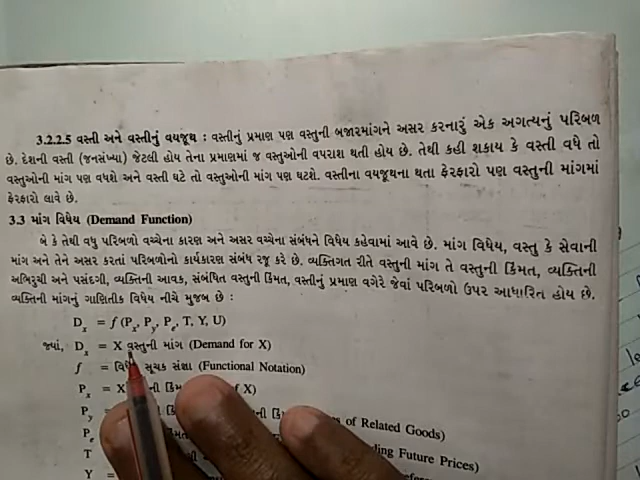 3.2.2.5 વસ્તી અને વસ્તીનું વયજૂથ : વસ્તીનું પ્રમાણ પણ વસ્તુની બજારમાંગને અસર કરનારું એક અગત્યનું પરિબળ
છે. દેશની વસ્તી (જનસંખ્યા) જેટલી હોય તેના પ્રમાણમાં જ વસ્તુઓની વપરાશ થતી હોય છે. તેથી કહી શકાય કે વસ્તી વધે તો
વસ્તુઓની માંગ પણ વધશે અને વસ્તી ઘટે તો વસ્તુઓની માંગ પણ ઘટશે. વસ્તીના વયજૂથના થતા ફેરફારો પણ વસ્તુની માંગમાં
ફેરફારો લાવે છે.
3.3 માંગ વિધેય (Demand Function)
બે કે તેથી વધુ પરિબળો વચ્ચેના કારણ અને અસર વચ્ચેના સંબંધને વિધેય કહેવામાં આવે છે. માંગ વિધેય, વસ્તુ કે સેવાની
માંગ અને તેને અસર કરતાં પરિબળોનો કાર્યકારણ સંબંધ રજૂ કરે છે. વ્યક્તિગત રીતે વસ્તુની માંગ તે વસ્તુની કિંમત, વ્યક્તિની
અભિરુચી અને પસંદગી, વ્યક્તિની આવક, સંબંધિત વસ્તુની કિંમત, વસ્તીનું પ્રમાણ વગેરે જેવાં પરિબળો ઉપર આધારિત હોય છે.
વ્યક્તિની માંગનું ગાણિતીક વિધેય નીચે મુજબ છે :
Dx = f (Px, Py, Pe, T, Y, U)
જ્યાં, Dx = X વસ્તુની માંગ (Demand for X)
f = સૂચક સંજ્ઞા (Functional Notation)
Px = X X)
Py = of Related Goods)
Pe = Future Prices)
T
Y =